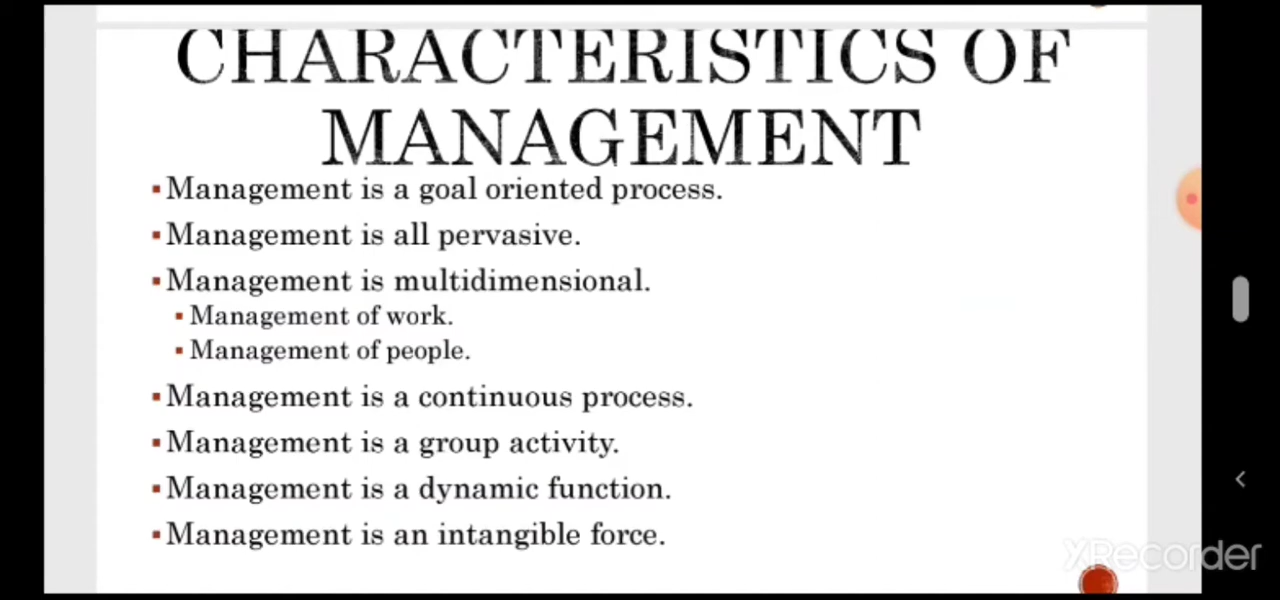 CHARACTERISTICS OF
MANAGEMENT
▪Management is a goal oriented process.
▪Management is all pervasive.
▪Management is multidimensional.
▪Management of work.
▪Management of people.
▪Management is a continuous process.
▪Management is a group activity.
▪Management is a dynamic function.
▪Management is an intangible force.
XRecorder